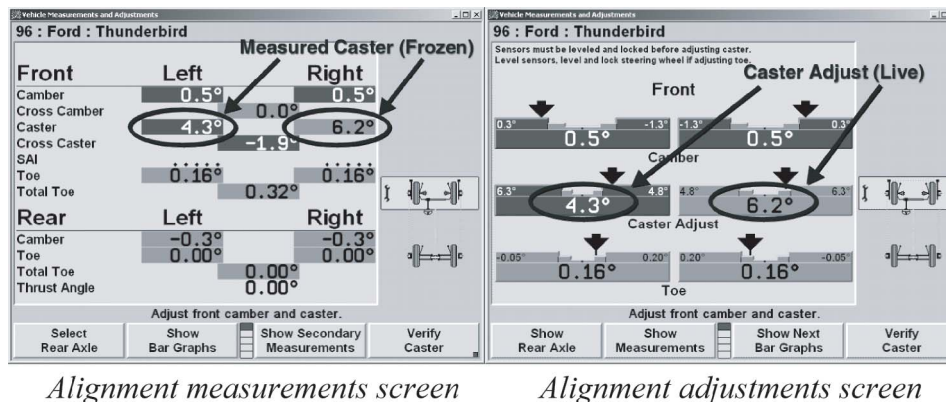 Vehicle Measurements and Adjustments
96 : Ford : Thunderbird
Measured Caster (Frozen)
Front Left Right
Camber 0.5° 0.5°
Cross Camber 0.0°
Caster 4.3° 6.2°
Cross Caster -1.9°
SAI
Toe 0.16° 0.16°
Total Toe 0.32°
Rear Left Right
Camber -0.3° -0.3°
Toe 0.00° 0.00°
Total Toe 0.00°
Thrust Angle 0.00°
Adjust front camber and caster.
Select Rear Axle
Show Bar Graphs
Show Secondary Measurements
Verify Caster
Alignment measurements screen
Vehicle Measurements and Adjustments
96 : Ford : Thunderbird
Sensors must be leveled and locked before adjusting caster.
Level sensors, level and lock steering wheel if adjusting toe.
Caster Adjust (Live)
Front
0.3° -1.3° -1.3° 0.3°
0.5° 0.5°
Camber
6.3° 4.8° 4.8° 6.3°
4.3° 6.2°
Caster Adjust
-0.05° 0.20° 0.20° -0.05°
0.16° 0.16°
Toe
Adjust front camber and caster.
Show Rear Axle
Show Measurements
Show Next Bar Graphs
Verify Caster
Alignment adjustments screen